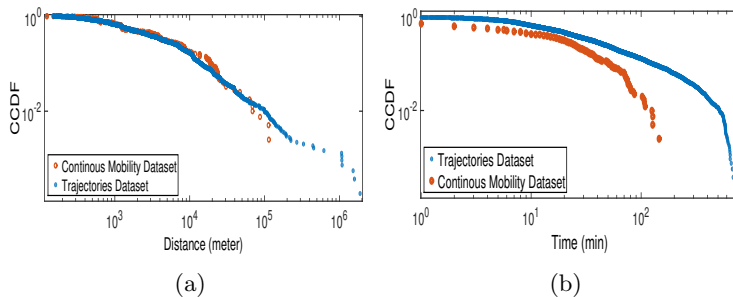 10^0
10^-2
CCDF
Continous Mobility Dataset
Trajectories Dataset
10^3
10^4
10^5
10^6
Distance (meter)
(a)
10^0
10^-2
CCDF
Trajectories Dataset
Continuous Mobility Dataset
10^0
10^1
10^2
Time (min)
(b)